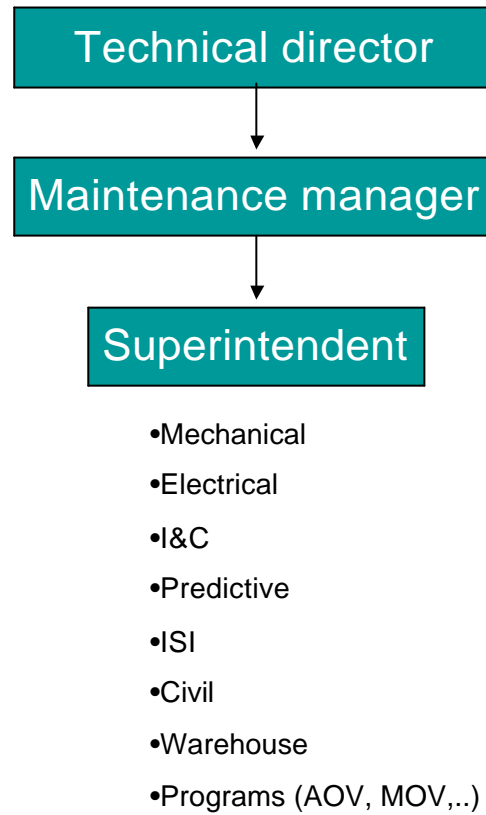 Technical director
Maintenance manager
Superintendent
•Mechanical
•Electrical
•I&C
•Predictive
•ISI
•Civil
•Warehouse
•Programs (AOV, MOV,..)